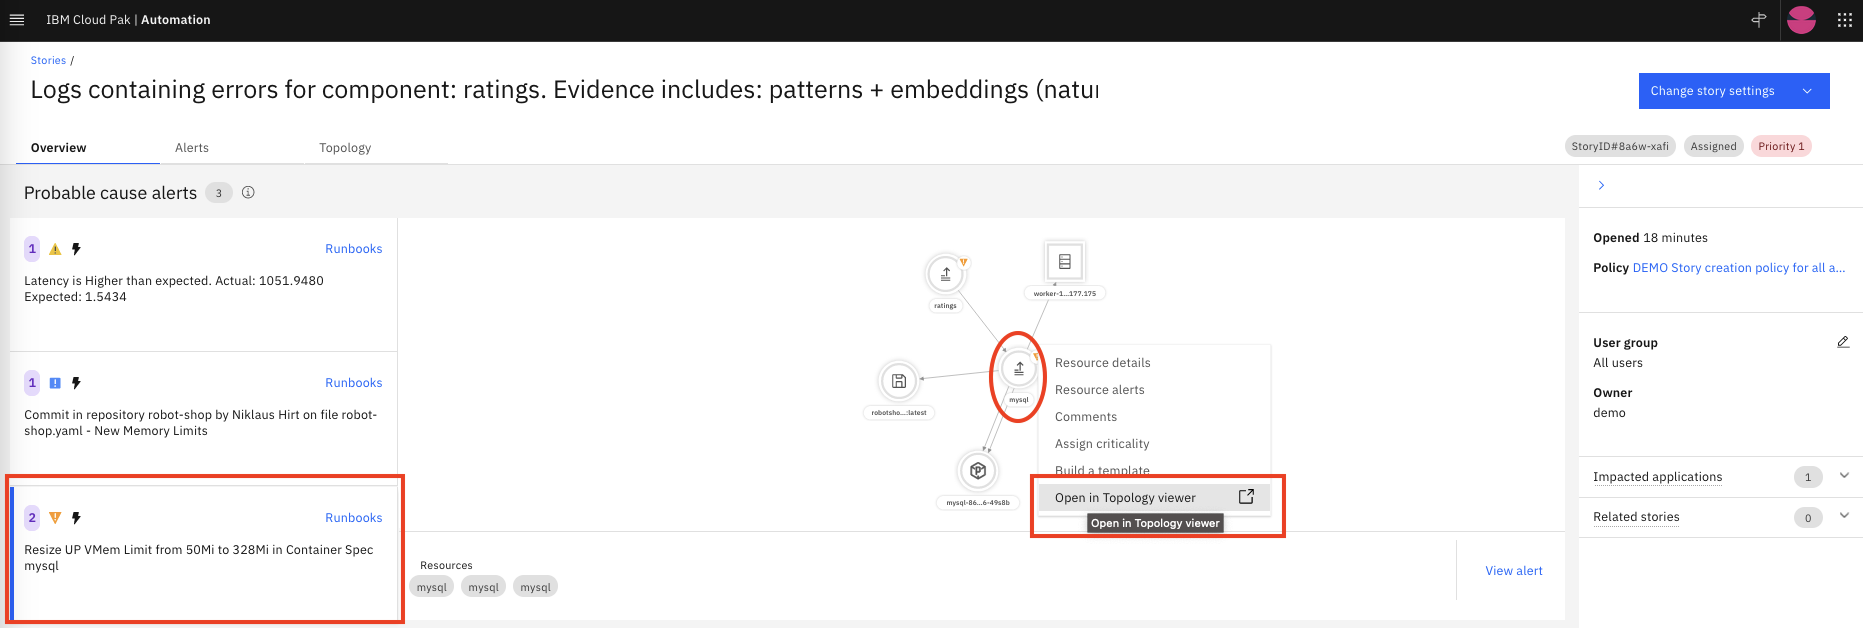 IBM Cloud Pak | Automation
Stories /
Logs containing errors for component: ratings. Evidence includes: patterns + embeddings (natur
Change story settings
Overview
Alerts
Topology
StoryID#8a6w-xafi
Assigned
Priority 1
Probable cause alerts
3
1
Runbooks
Latency is Higher than expected. Actual: 1051.9480
Expected: 1.5434
1
Runbooks
Commit in repository robot-shop by Niklaus Hirt on file robot-
shop.yaml - New Memory Limits
2
Runbooks
Resize UP VMem Limit from 50Mi to 328Mi in Container Spec
mysql
ratings
worker-1...177.175
mysql
robotsho...:latest
mysql-86...6-49s8b
Resource details
Resource alerts
Comments
Assign criticality
Build a template
Open in Topology viewer
Open in Topology viewer
Resources
mysql
mysql
mysql
View alert
Opened 18 minutes
Policy DEMO Story creation policy for all a...
User group
All users
Owner
demo
Impacted applications
1
Related stories
0